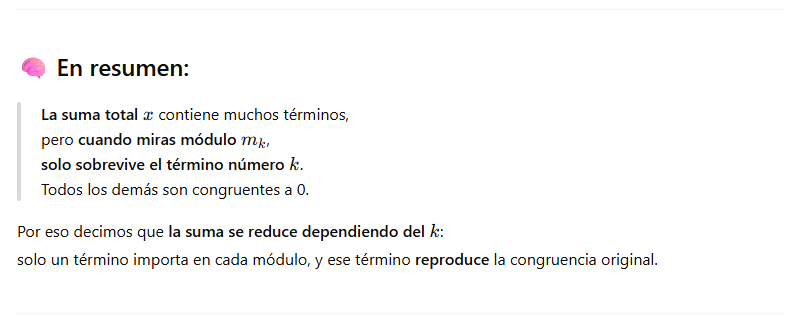 🧠 En resumen:
La suma total x contiene muchos términos,
pero cuando miras módulo mₖ,
solo sobrevive el término número k.
Todos los demás son congruentes a 0.
Por eso decimos que la suma se reduce dependiendo del k:
solo un término importa en cada módulo, y ese término reproduce la congruencia original.